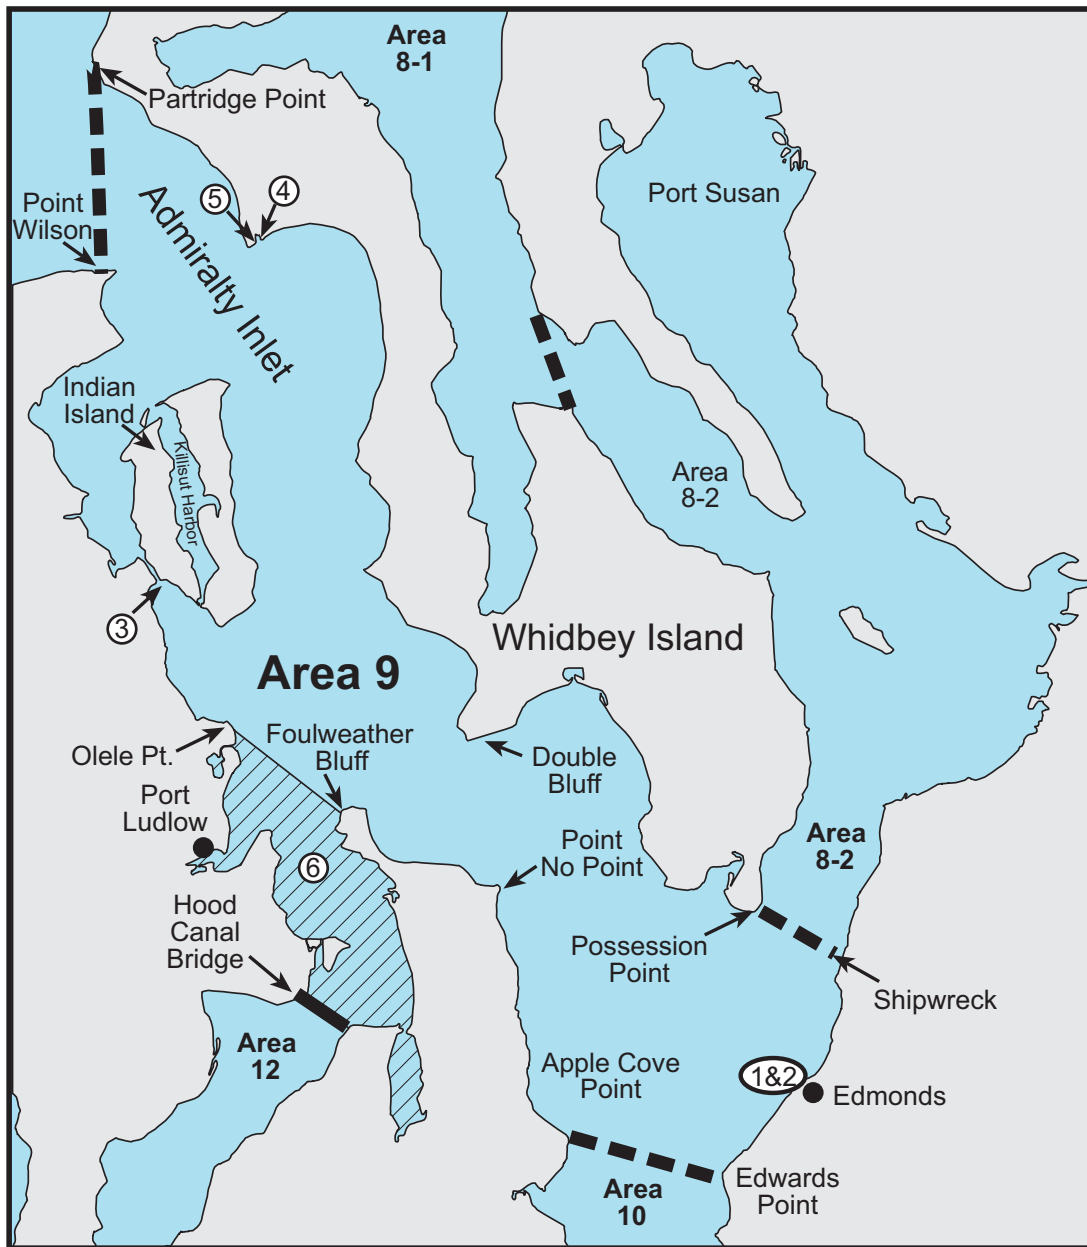 Area
8-1
Partridge Point
Port Susan
5
4
Point
Wilson
Admiralty Inlet
Indian
Island
Killisut Harbor
Area
8-2
3
Whidbey Island
Area 9
Olele Pt.
Foulweather
Bluff
Double
Bluff
Port
Ludlow
Point
No Point
Area
8-2
6
Hood
Canal
Bridge
Possession
Point
Shipwreck
Area
12
Apple Cove
Point
1&2
Edmonds
Edwards
Point
Area
10